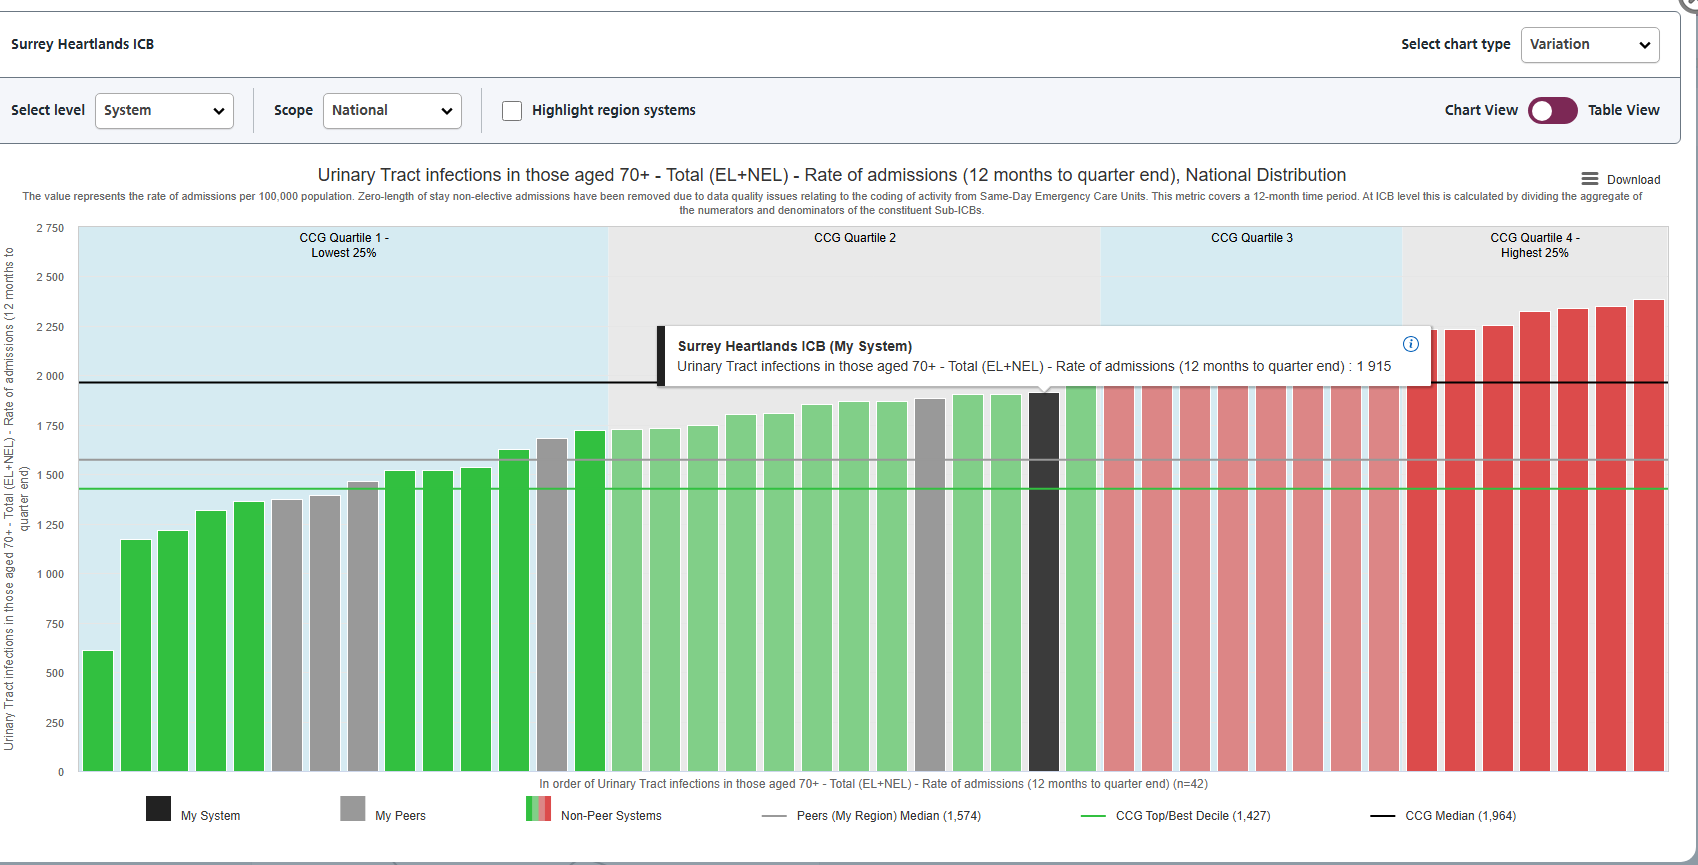 Surrey Heartlands ICB
Select chart type
Variation
Select level
System
Scope
National
Highlight region systems
Chart View
Table View
Urinary Tract infections in those aged 70+ - Total (EL+NEL) - Rate of admissions (12 months to quarter end), National Distribution
Download
The value represents the rate of admissions per 100,000 population. Zero-length of stay non-elective admissions have been removed due to data quality issues relating to the coding of activity from Same-Day Emergency Care Units. This metric covers a 12-month time period. At ICB level this is calculated by dividing the aggregate of
the numerators and denominators of the constituent Sub-ICBs.
Urinary Tract infections in those aged 70+ - Total (EL+NEL) - Rate of admissions (12 months to
quarter end)
2 750
2 500
2 250
2 000
1 750
1 500
1 250
1 000
750
500
250
0
CCG Quartile 1 -
Lowest 25%
CCG Quartile 2
CCG Quartile 3
CCG Quartile 4 -
Highest 25%
Surrey Heartlands ICB (My System)
Urinary Tract infections in those aged 70+ - Total (EL+NEL) - Rate of admissions (12 months to quarter end) : 1 915
In order of Urinary Tract infections in those aged 70+ - Total (EL+NEL) - Rate of admissions (12 months to quarter end) (n=42)
My System
My Peers
Non-Peer Systems
Peers (My Region) Median (1,574)
CCG Top/Best Decile (1,427)
CCG Median (1,964)